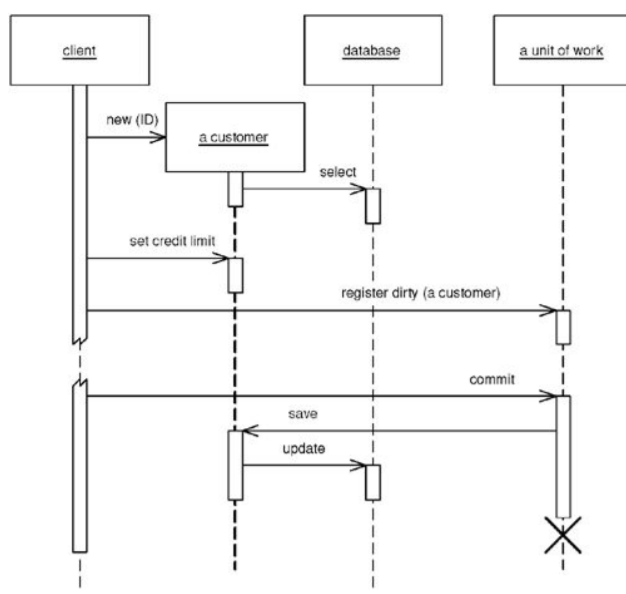 client
database
a unit of work
new (ID)
a customer
select
set credit limit
register dirty (a customer)
commit
save
update